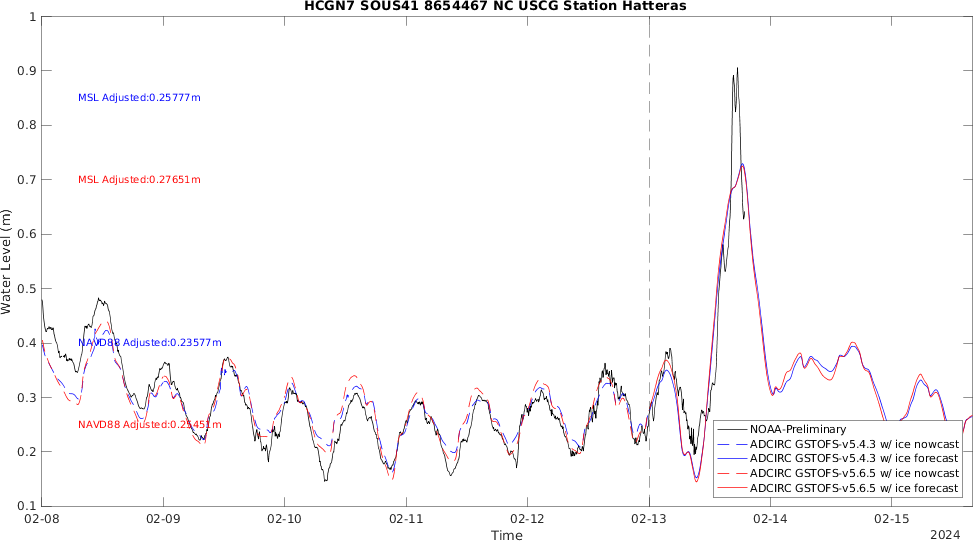 HCGN7 SOUS41 8654467 NC USCG Station Hatteras
Water Level (m)
1
0.9
0.8
0.7
0.6
0.5
0.4
0.3
0.2
0.1
MSL Adjusted:0.25777m
MSL Adjusted:0.27651m
NAVD88 Adjusted:0.23577m
NAVD88 Adjusted:0.25451m
NOAA-Preliminary
ADCIRC GSTOFS-v5.4.3 w/ ice nowcast
ADCIRC GSTOFS-v5.4.3 w/ ice forecast
ADCIRC GSTOFS-v5.6.5 w/ ice nowcast
ADCIRC GSTOFS-v5.6.5 w/ ice forecast
02-08 02-09 02-10 02-11 02-12 02-13 02-14 02-15
Time
2024